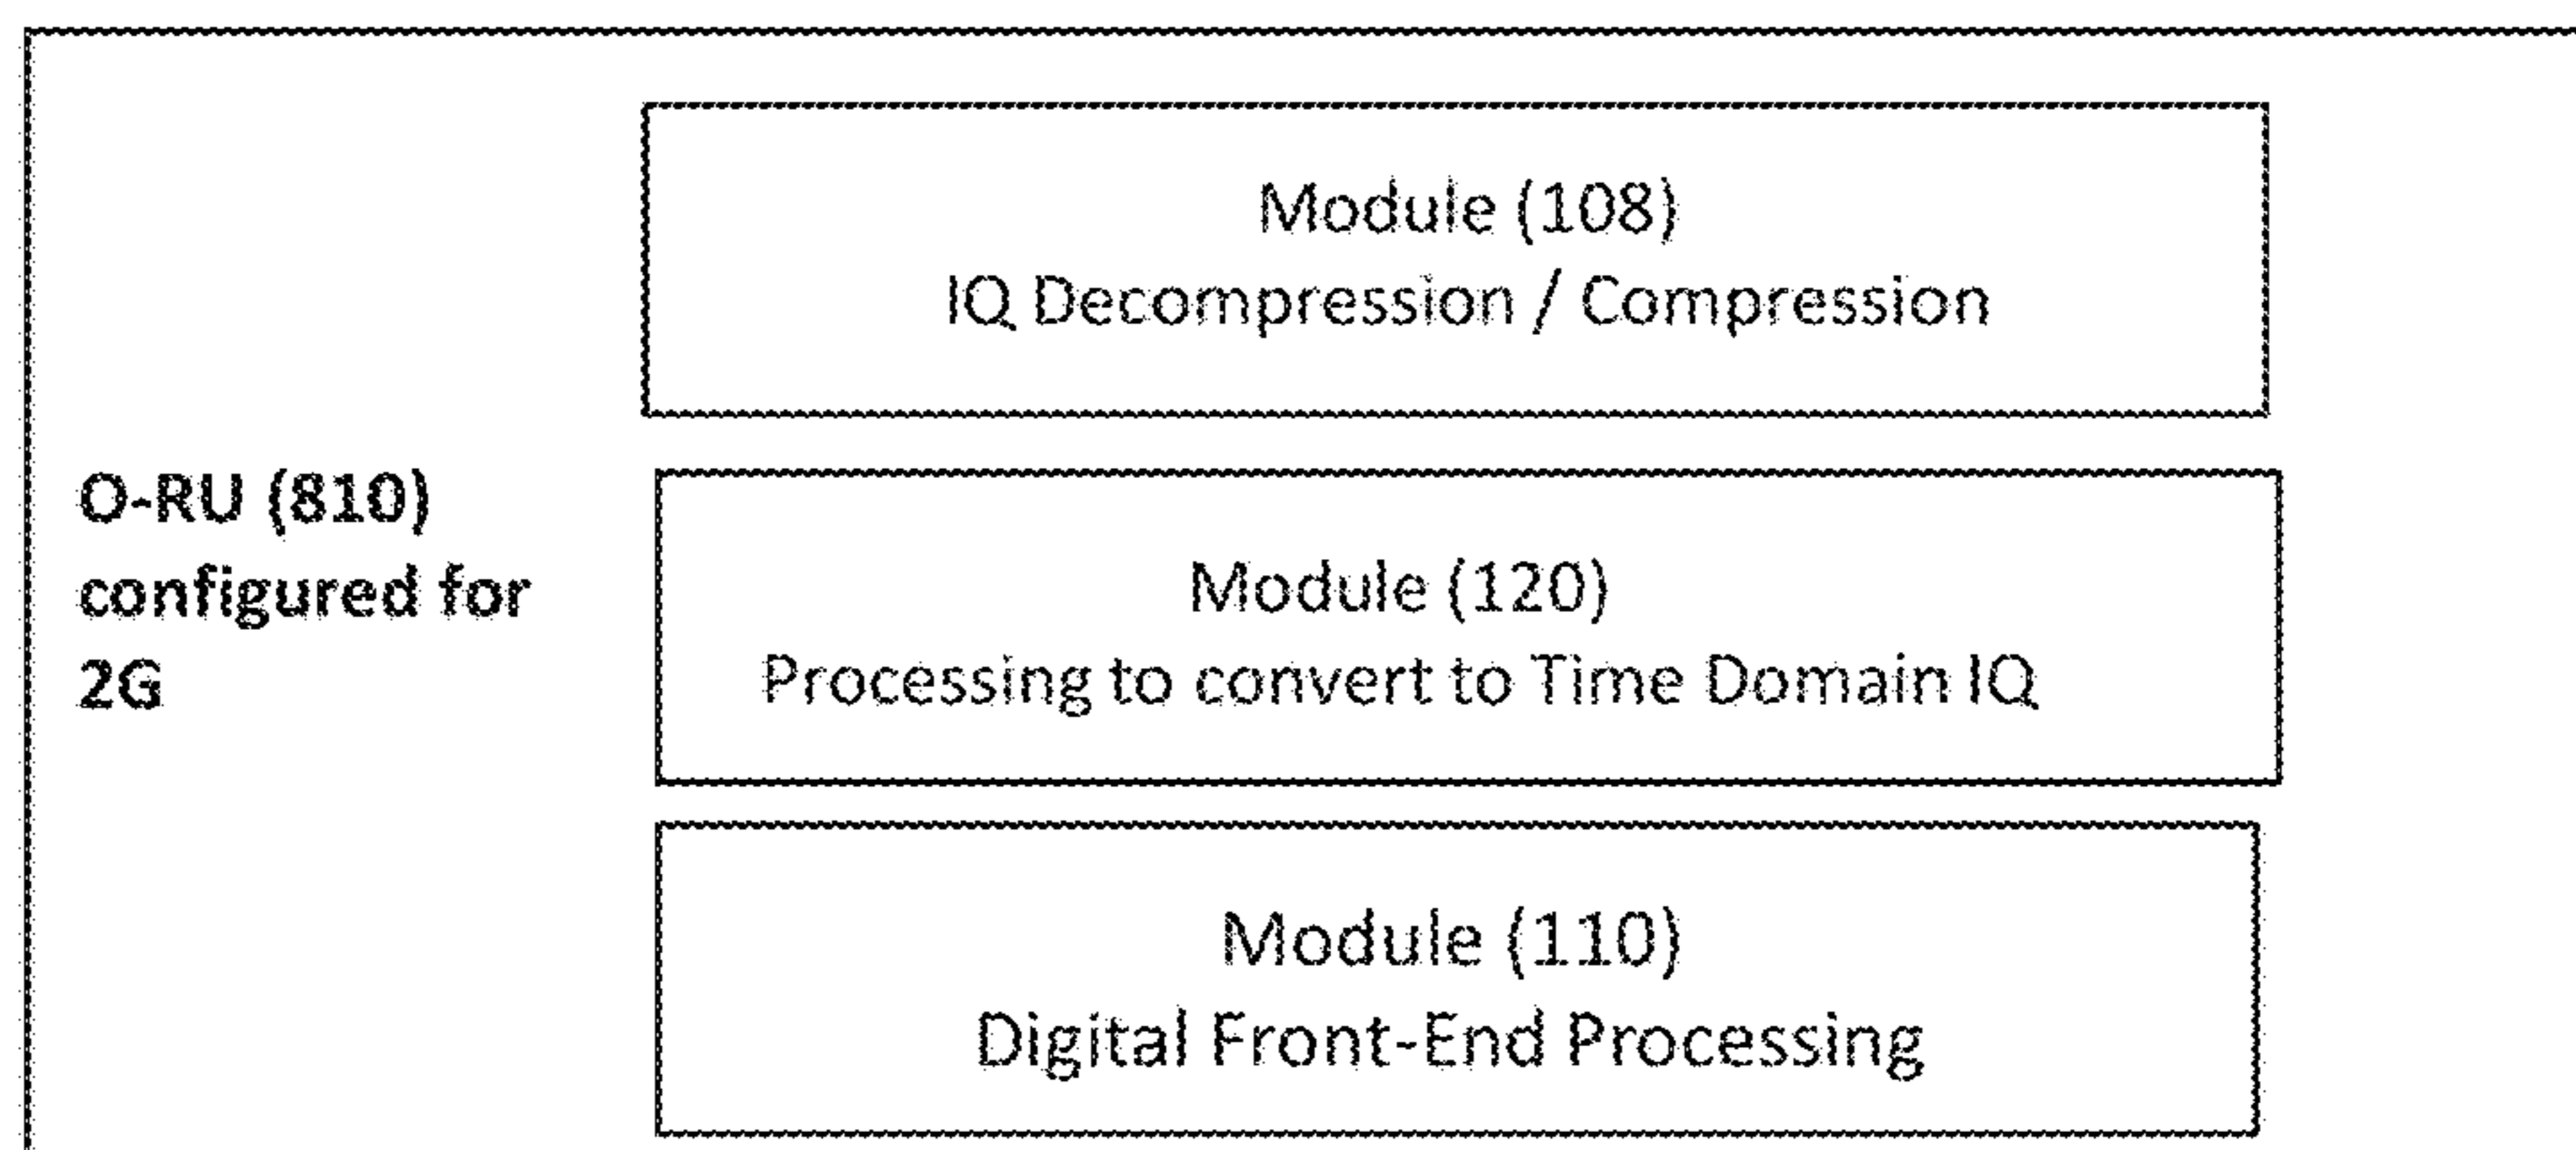 Module (108)
IQ Decompression / Compression
O-RU (810)
configured for
2G
Module (120)
Processing to convert to Time Domain IQ
Module (110)
Digital Front-End Processing